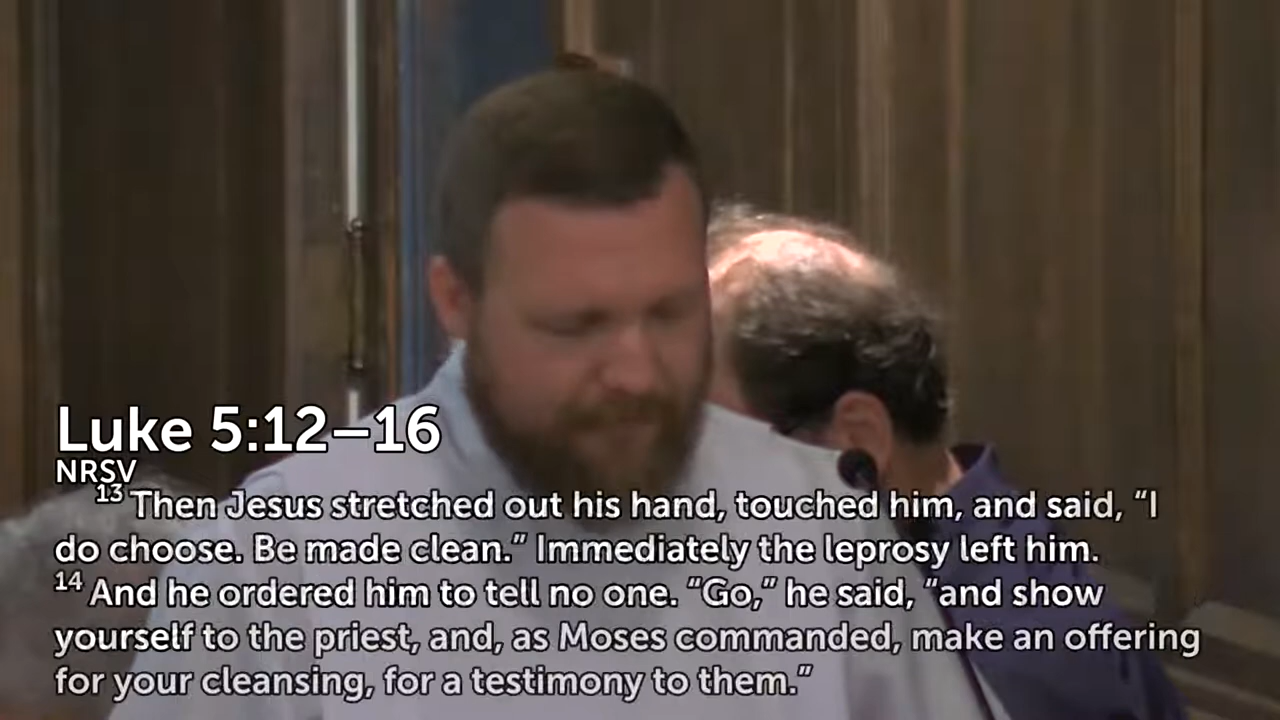 Luke 5:12–16
NRSV
13 Then Jesus stretched out his hand, touched him, and said, “I
do choose. Be made clean.” Immediately the leprosy left him.
14 And he ordered him to tell no one. “Go,” he said, “and show
yourself to the priest, and, as Moses commanded, make an offering
for your cleansing, for a testimony to them.”